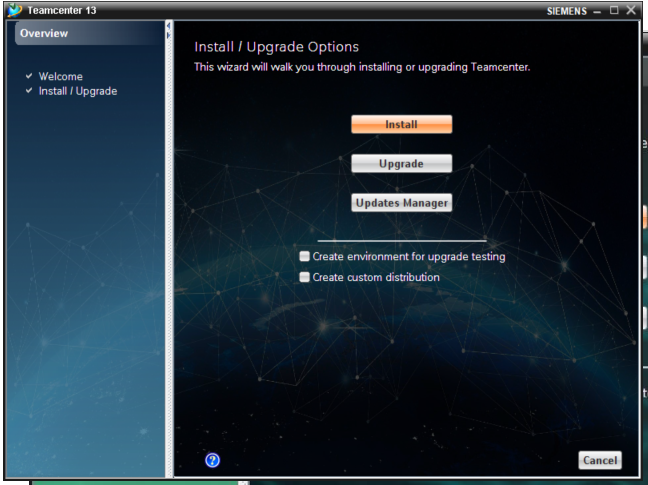 Teamcenter 13
SIEMENS
Overview
Welcome
Install / Upgrade
Install / Upgrade Options
This wizard will walk you through installing or upgrading Teamcenter.
Install
Upgrade
Updates Manager
Create environment for upgrade testing
Create custom distribution
?
Cancel